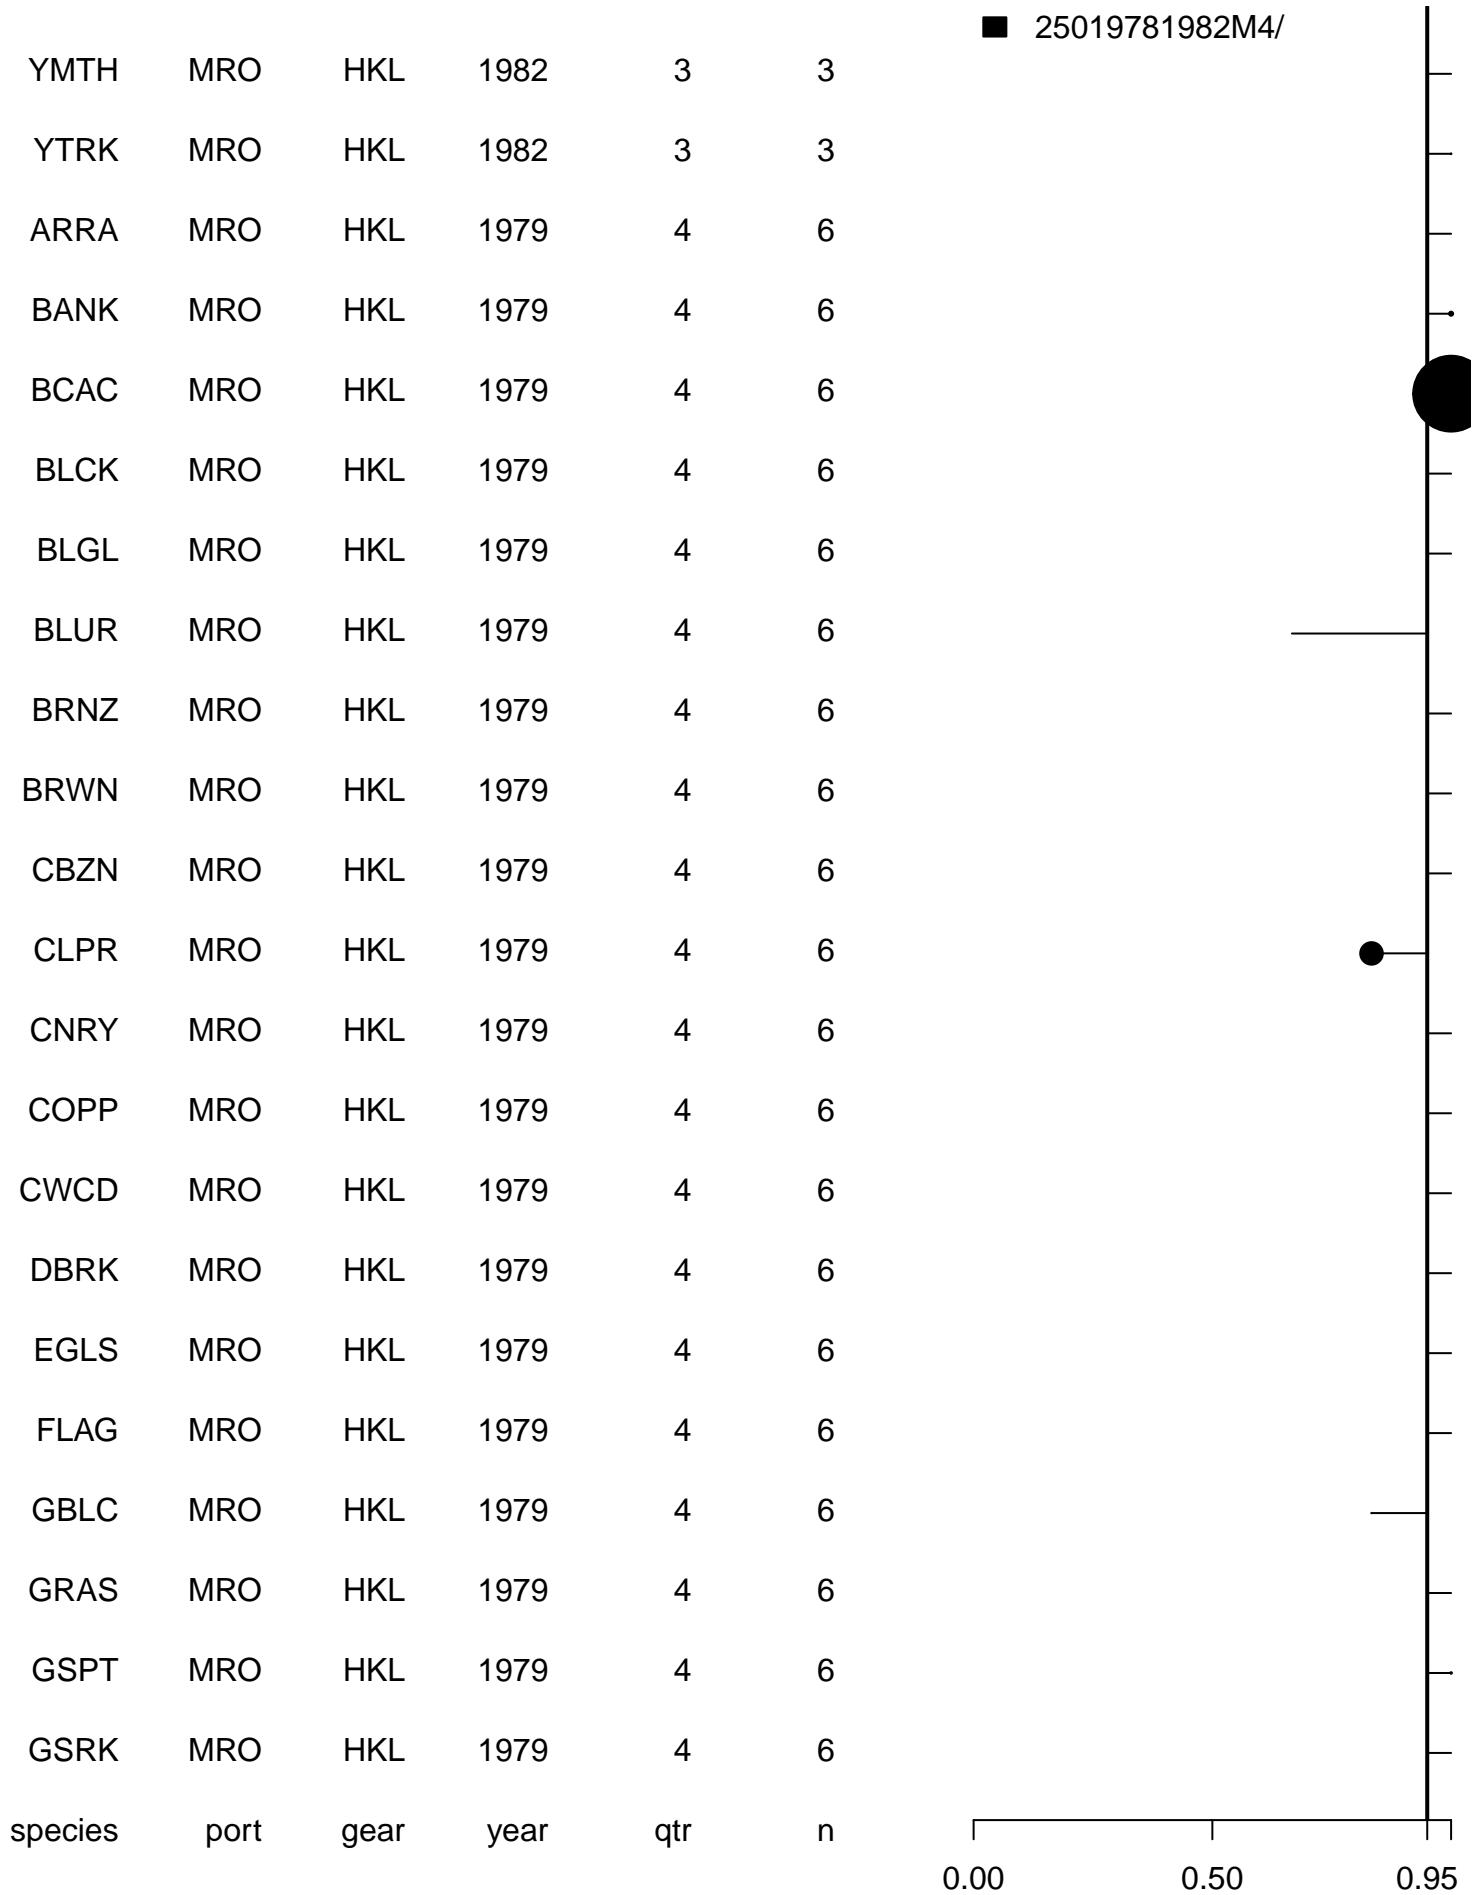 25019781982M4/
YMTH MRO HKL 1982 3 3
YTRK MRO HKL 1982 3 3
ARRA MRO HKL 1979 4 6
BANK MRO HKL 1979 4 6
BCAC MRO HKL 1979 4 6
BLCK MRO HKL 1979 4 6
BLGL MRO HKL 1979 4 6
BLUR MRO HKL 1979 4 6
BRNZ MRO HKL 1979 4 6
BRWN MRO HKL 1979 4 6
CBZN MRO HKL 1979 4 6
CLPR MRO HKL 1979 4 6
CNRY MRO HKL 1979 4 6
COPP MRO HKL 1979 4 6
CWCD MRO HKL 1979 4 6
DBRK MRO HKL 1979 4 6
EGLS MRO HKL 1979 4 6
FLAG MRO HKL 1979 4 6
GBLC MRO HKL 1979 4 6
GRAS MRO HKL 1979 4 6
GSPT MRO HKL 1979 4 6
GSRK MRO HKL 1979 4 6
species port gear year qtr n
0.00 0.50 0.95